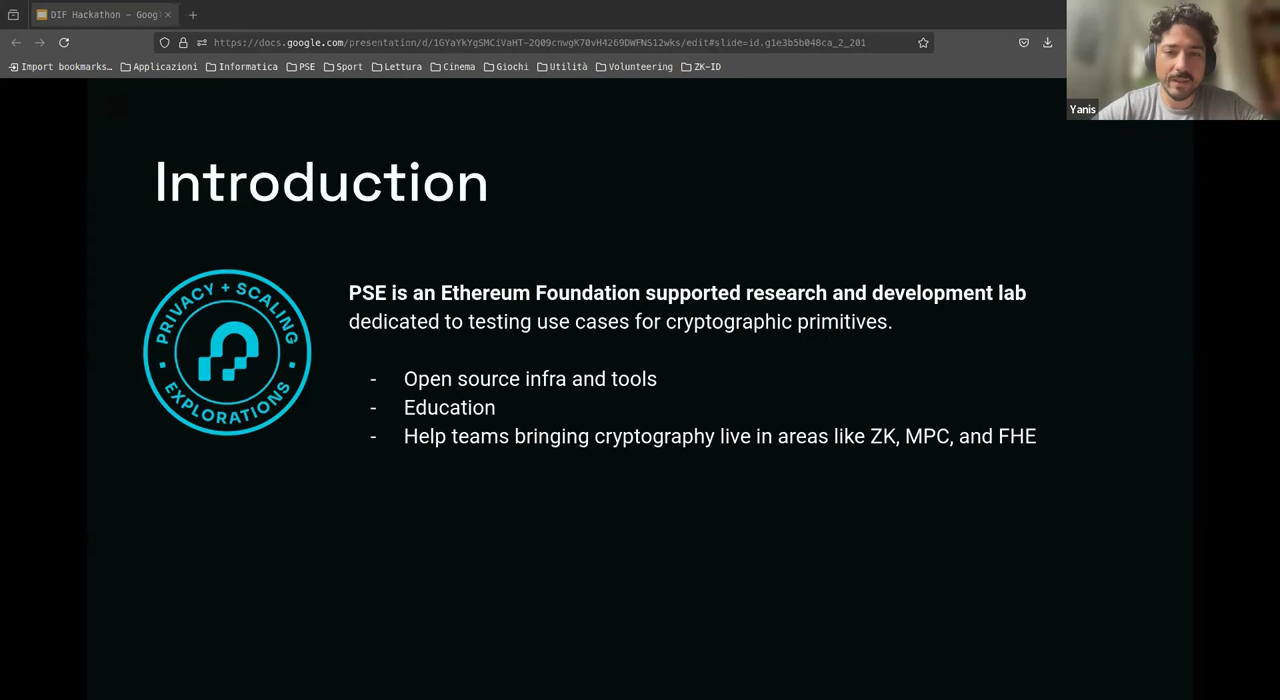 DIF Hackathon – Goog
https://docs.google.com/presentation/d/1GYaYkYgSMCiVaHT-2Q09cnwgK70vH4269DWFNS12wks/edit#slide=id.g1e3b5b048ca_2_201
Import bookmarks… Applicazioni Informatica PSE Sport Lettura Cinema Giochi Utilità Volunteering ZK-ID
Yanis
Introduction
PRIVACY + SCALING
EXPLORATIONS
PSE is an Ethereum Foundation supported research and development lab
dedicated to testing use cases for cryptographic primitives.
- Open source infra and tools
- Education
- Help teams bringing cryptography live in areas like ZK, MPC, and FHE